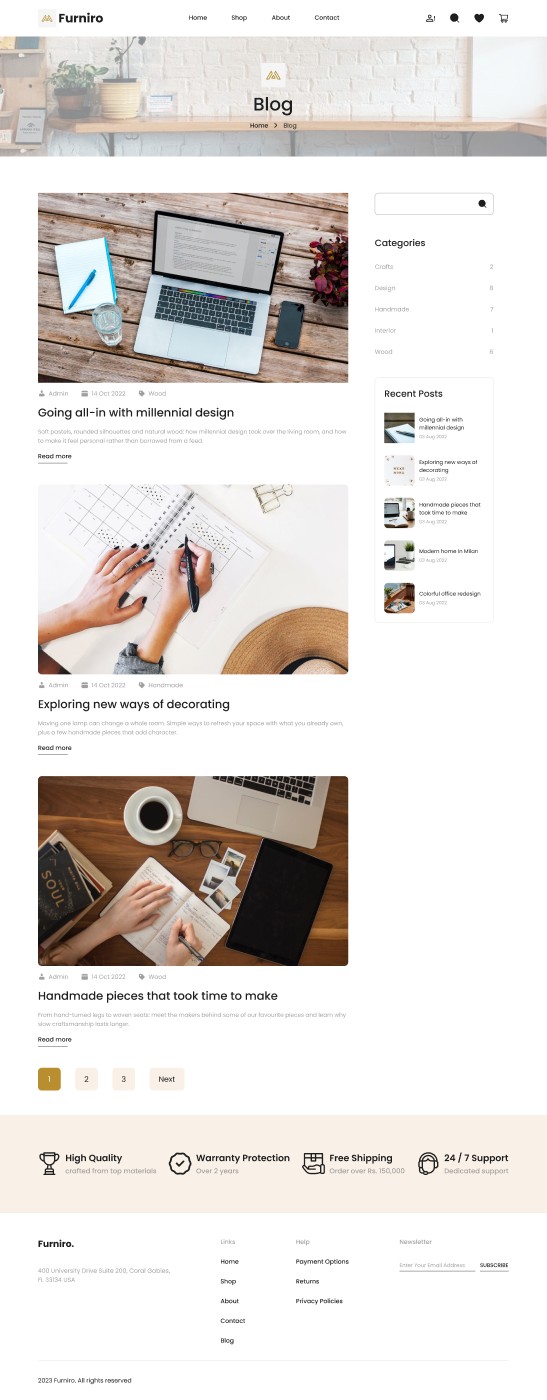 Furniro
Home
Shop
About
Contact
Blog
Home > Blog
Admin
14 Oct 2022
Wood
Going all-in with millennial design
Soft pastels, rounded silhouettes and natural wood: how millennial design took over the living room, and how
to make it feel personal rather than borrowed from a feed.
Read more
Admin
14 Oct 2022
Handmade
Exploring new ways of decorating
Moving one lamp can change a whole room. Simple ways to refresh your space with what you already own,
plus a few handmade pieces that add character.
Read more
SOUL
Admin
14 Oct 2022
Wood
Handmade pieces that took time to make
From hand-turned legs to woven seats: meet the makers behind some of our favourite pieces and learn why
slow craftsmanship lasts longer.
Read more
1
2
3
Next
Categories
Crafts 2
Design 8
Handmade 7
Interior 1
Wood 6
Recent Posts
Going all-in with
millennial design
03 Aug 2022
Exploring new ways of
decorating
03 Aug 2022
Handmade pieces that
took time to make
03 Aug 2022
Modern home in Milan
03 Aug 2022
Colorful office redesign
03 Aug 2022
High Quality
crafted from top materials
Warranty Protection
Over 2 years
Free Shipping
Order over Rs. 150,000
24 / 7 Support
Dedicated support
Furniro.
400 University Drive Suite 200, Coral Gables,
FL 33134 USA
Links
Home
Shop
About
Contact
Blog
Help
Payment Options
Returns
Privacy Policies
Newsletter
Enter Your Email Address
SUBSCRIBE
2023 Furniro. All rights reserved